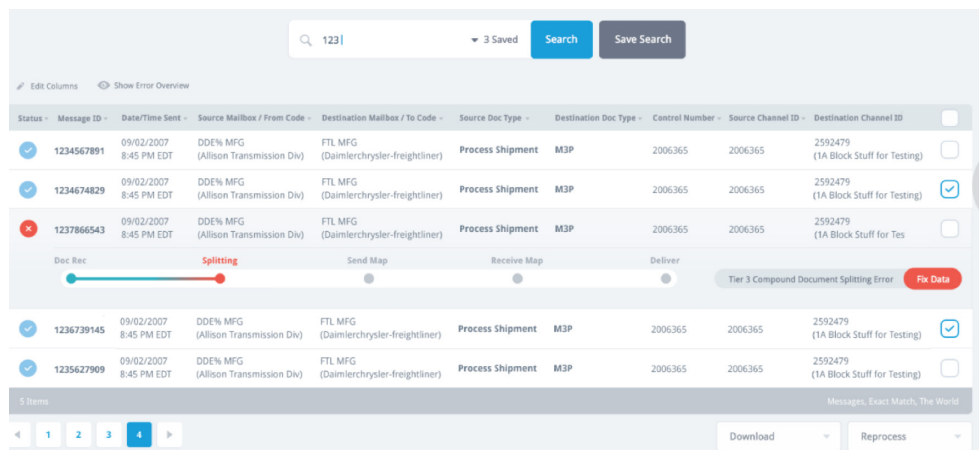 123 3 Saved Search Save Search
Edit Columns Show Error Overview
Status Message ID Date/Time Sent Source Mailbox / From Code Destination Mailbox / To Code Source Doc Type Destination Doc Type Control Number Source Channel ID Destination Channel ID
1234567891 09/02/2007 DDE% MFG FTL MFG Process Shipment M3P 2006365 2006365 2592479
8:45 PM EDT (Allison Transmission Div) (Daimlerchrysler-freightliner) (1A Block Stuff for Testing)
1234674829 09/02/2007 DDE% MFG FTL MFG Process Shipment M3P 2006365 2006365 2592479
8:45 PM EDT (Allison Transmission Div) (Daimlerchrysler-freightliner) (1A Block Stuff for Testing)
1237866543 09/02/2007 DDE% MFG FTL MFG Process Shipment M3P 2006365 2006365 2592479
8:45 PM EDT (Allison Transmission Div) (Daimlerchrysler-freightliner) (1A Block Stuff for Tes
Doc Rec Splitting Send Map Receive Map Deliver
Tier 3 Compound Document Splitting Error Fix Data
1236739145 09/02/2007 DDE% MFG FTL MFG Process Shipment M3P 2006365 2006365 2592479
8:45 PM EDT (Allison Transmission Div) (Daimlerchrysler-freightliner) (1A Block Stuff for Testing)
1235627909 09/02/2007 DDE% MFG FTL MFG Process Shipment M3P 2006365 2006365 2592479
8:45 PM EDT (Allison Transmission Div) (Daimlerchrysler-freightliner) (1A Block Stuff for Testing)
5 Items Messages, Exact Match, The World
1 2 3 4 Download Reprocess